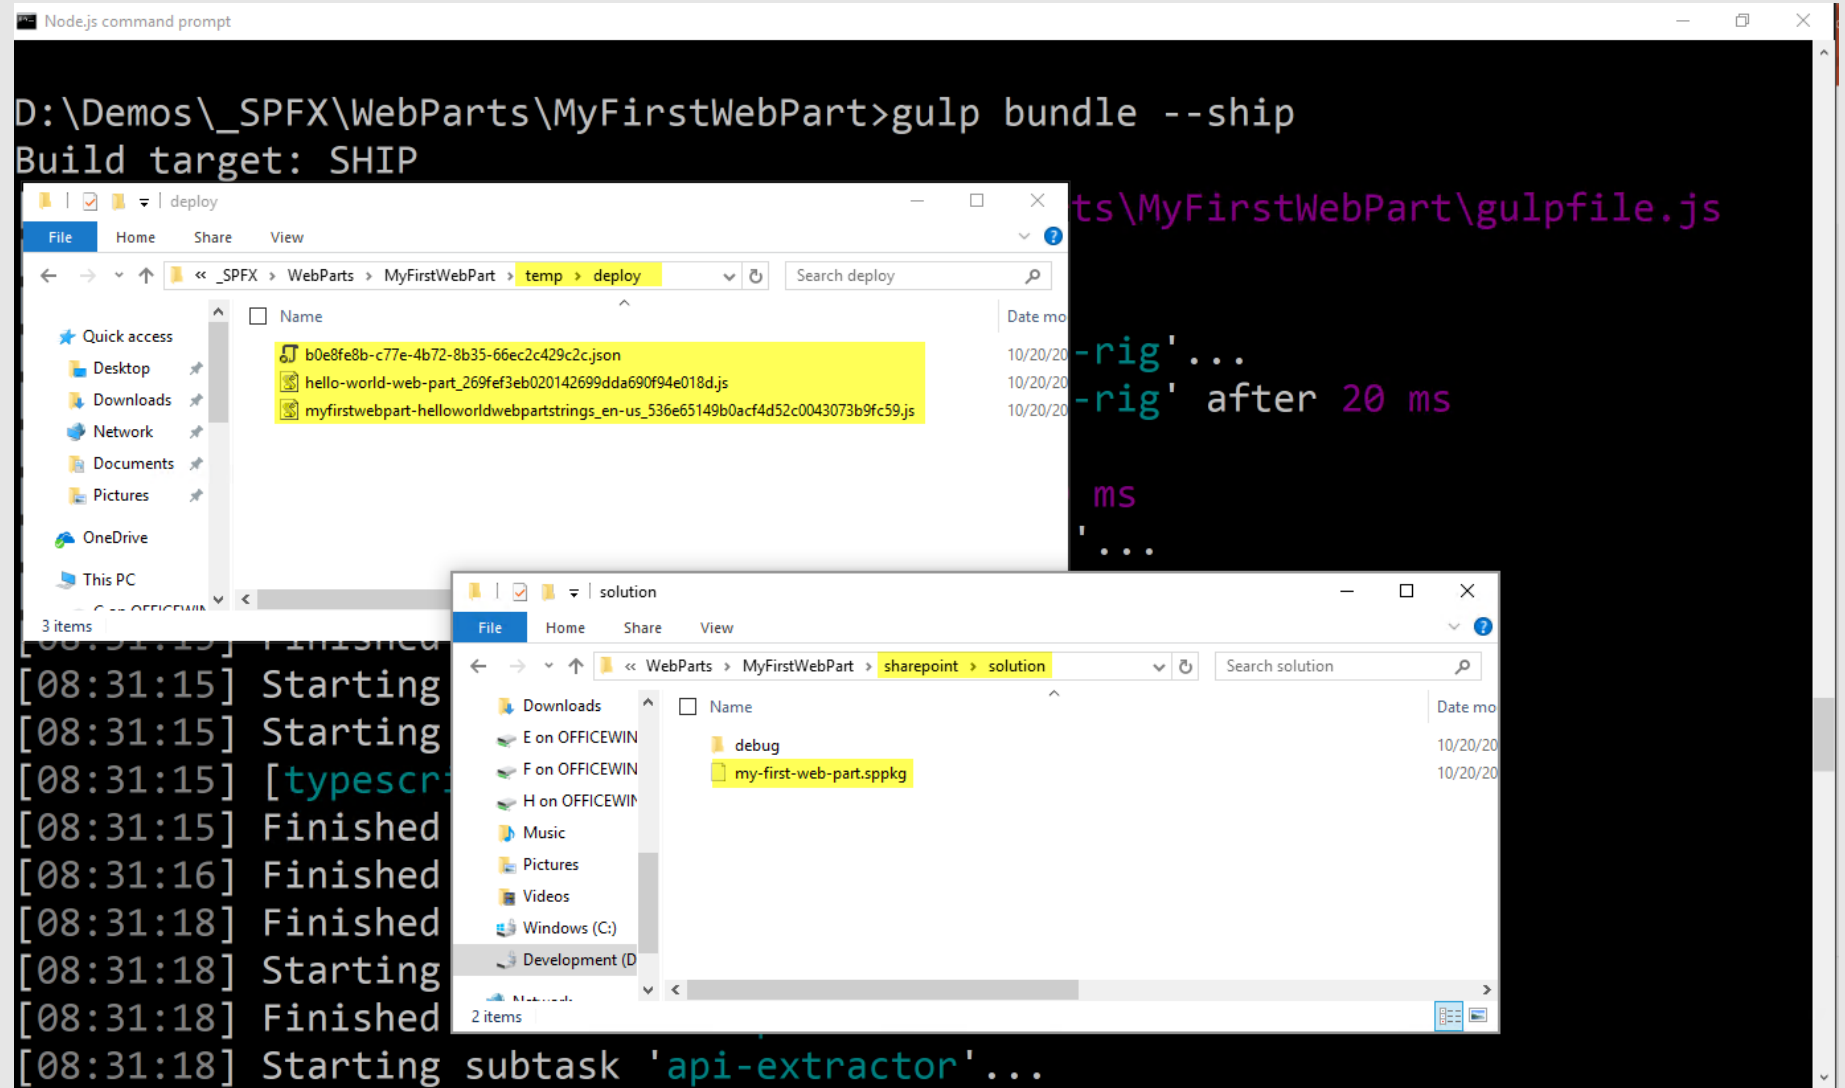 Node.js command prompt
D:\Demos\_SPFX\WebParts\MyFirstWebPart>gulp bundle --ship
Build target: SHIP
ts\MyFirstWebPart\gulpfile.js
-rig'...
-rig' after 20 ms
ms
'...
deploy
File Home Share View
« _SPFX > WebParts > MyFirstWebPart > temp > deploy
Search deploy
Name
Date mo
Quick access
Desktop
Downloads
Network
Documents
Pictures
OneDrive
This PC
b0e8fe8b-c77e-4b72-8b35-66ec2c429c2c.json
10/20/20
hello-world-web-part_269fef3eb020142699dda690f94e018d.js
10/20/20
myfirstwebpart-helloworldwebpartstrings_en-us_536e65149b0acf4d52c0043073b9fc59.js
10/20/20
3 items
solution
File Home Share View
« WebParts > MyFirstWebPart > sharepoint > solution
Search solution
Name
Date mo
Downloads
E on OFFICEWIN
F on OFFICEWIN
H on OFFICEWIN
Music
Pictures
Videos
Windows (C:)
Development (D
Network
debug
10/20/20
my-first-web-part.sppkg
10/20/20
2 items
[08:31:15] Finished
[08:31:15] Starting
[08:31:15] Starting
[08:31:15] [typescri
[08:31:15] Finished
[08:31:16] Finished
[08:31:18] Finished
[08:31:18] Starting
[08:31:18] Finished
[08:31:18] Starting subtask 'api-extractor'...